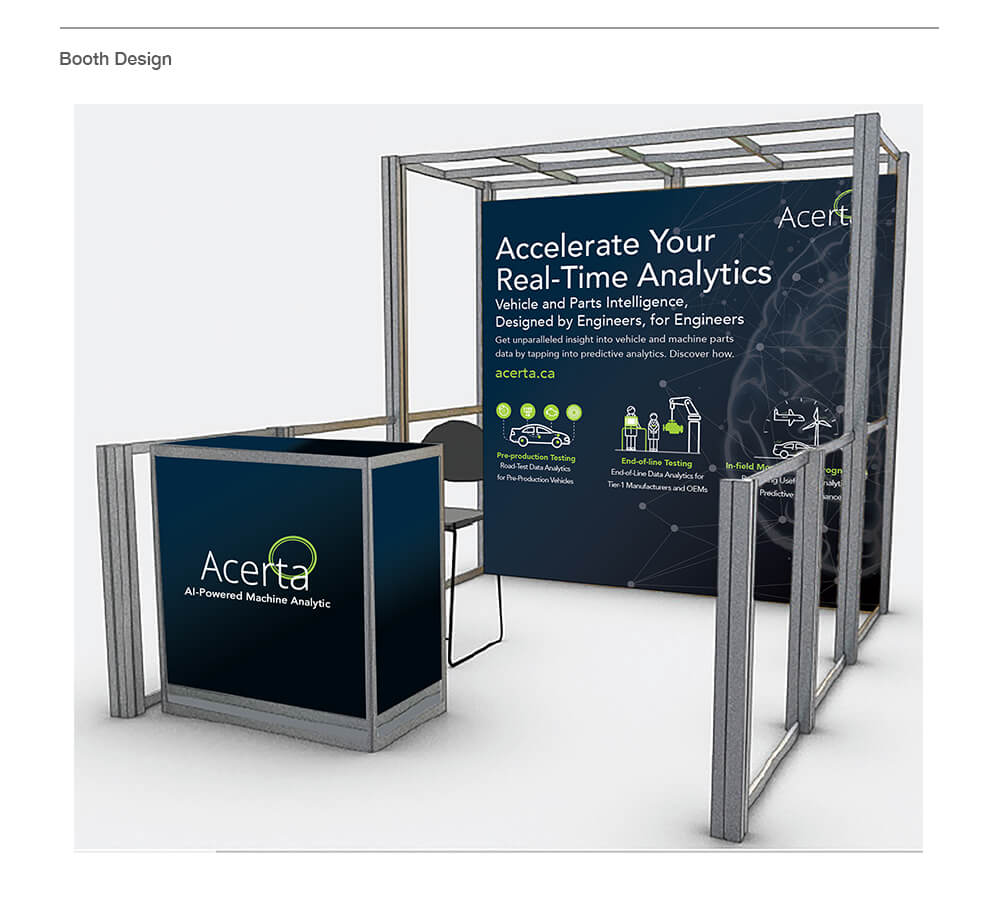 Booth Design
Acerta
Accelerate Your
Real-Time Analytics
Vehicle and Parts Intelligence,
Designed by Engineers, for Engineers
Get unparalleled insight into vehicle and machine parts
data by tapping into predictive analytics. Discover how.
acerta.ca
Pre-production Testing
Road-Test Data Analytics
for Pre-Production Vehicles
End-of-line Testing
End-of-Line Data Analytics for
Tier-1 Manufacturers and OEMs
In-field
Predictive
Acerta
AI-Powered Machine Analytic